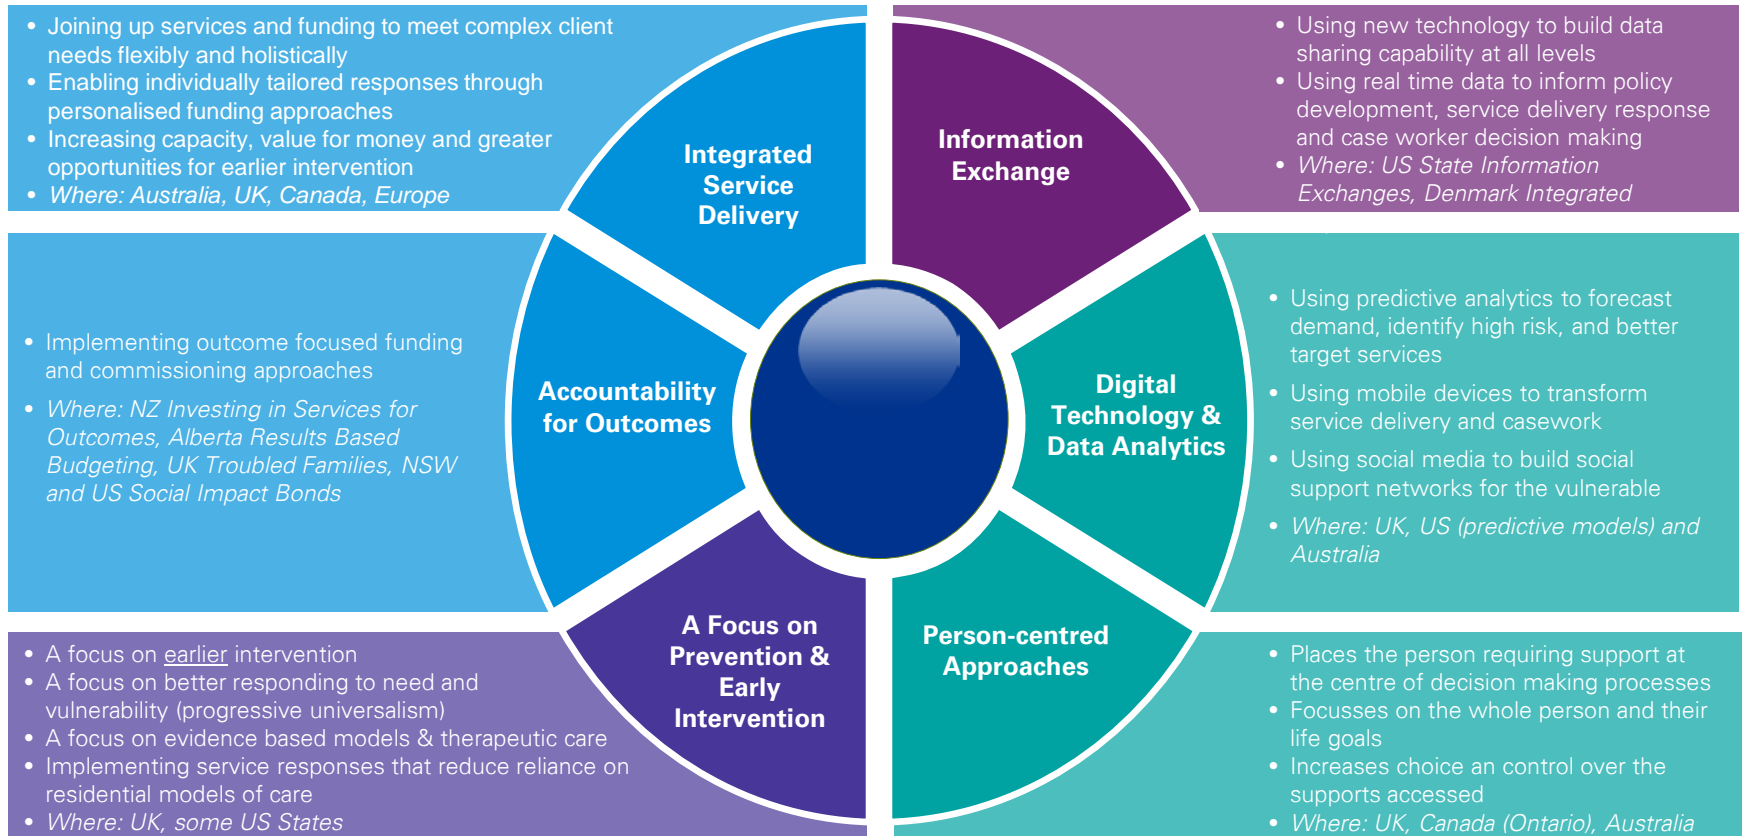 • Joining up services and funding to meet complex client
needs flexibly and holistically
• Enabling individually tailored responses through
personalised funding approaches
• Increasing capacity, value for money and greater
opportunities for earlier intervention
• Where: Australia, UK, Canada, Europe
Integrated
Service
Delivery
Information
Exchange
• Using new technology to build data
sharing capability at all levels
• Using real time data to inform policy
development, service delivery response
and case worker decision making
• Where: US State Information
Exchanges, Denmark Integrated
• Implementing outcome focused funding
and commissioning approaches
• Where: NZ Investing in Services for
Outcomes, Alberta Results Based
Budgeting, UK Troubled Families, NSW
and US Social Impact Bonds
Accountability
for Outcomes
Digital
Technology &
Data Analytics
• Using predictive analytics to forecast
demand, identify high risk, and better
target services
• Using mobile devices to transform
service delivery and casework
• Using social media to build social
support networks for the vulnerable
• Where: UK, US (predictive models) and
Australia
• A focus on earlier intervention
• A focus on better responding to need and
vulnerability (progressive universalism)
• A focus on evidence based models & therapeutic care
• Implementing service responses that reduce reliance on
residential models of care
• Where: UK, some US States
A Focus on
Prevention &
Early
Intervention
Person-centred
Approaches
• Places the person requiring support at
the centre of decision making processes
• Focusses on the whole person and their
life goals
• Increases choice an control over the
supports accessed
• Where: UK, Canada (Ontario), Australia